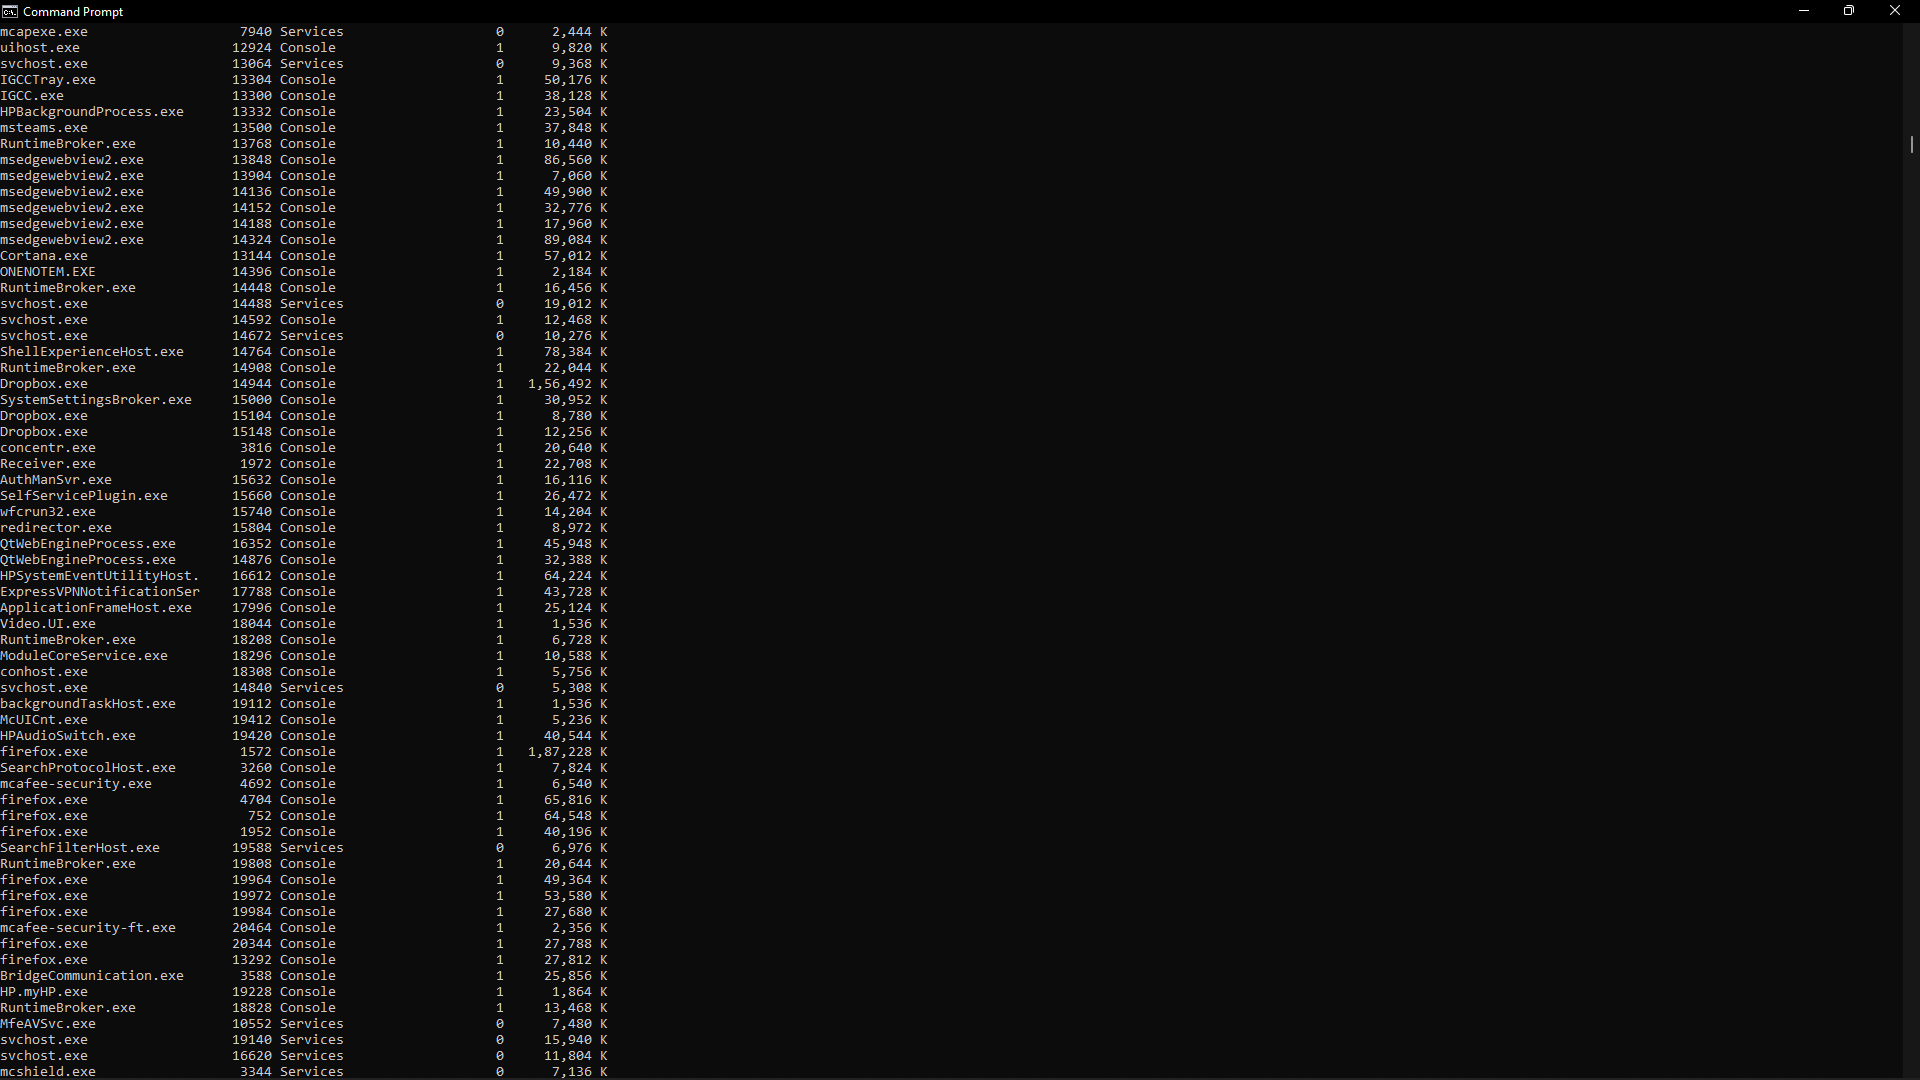 Command Prompt
mcapexe.exe                   7940 Services                   0      2,444 K
uihost.exe                   12924 Console                    1      9,820 K
svchost.exe                  13064 Services                   0      9,368 K
IGCCTray.exe                 13304 Console                    1     50,176 K
IGCC.exe                     13300 Console                    1     38,128 K
HPBackgroundProcess.exe      13332 Console                    1     23,504 K
msteams.exe                  13500 Console                    1     37,848 K
RuntimeBroker.exe            13768 Console                    1     10,440 K
msedgewebview2.exe           13848 Console                    1     86,560 K
msedgewebview2.exe           13904 Console                    1      7,060 K
msedgewebview2.exe           14136 Console                    1     49,900 K
msedgewebview2.exe           14152 Console                    1     32,776 K
msedgewebview2.exe           14188 Console                    1     17,960 K
msedgewebview2.exe           14324 Console                    1     89,084 K
Cortana.exe                  13144 Console                    1     57,012 K
ONENOTEM.EXE                 14396 Console                    1      2,184 K
RuntimeBroker.exe            14448 Console                    1     16,456 K
svchost.exe                  14488 Services                   0     19,012 K
svchost.exe                  14592 Console                    1     12,468 K
svchost.exe                  14672 Services                   0     10,276 K
ShellExperienceHost.exe      14764 Console                    1     78,384 K
RuntimeBroker.exe            14908 Console                    1     22,044 K
Dropbox.exe                  14944 Console                    1   1,56,492 K
SystemSettingsBroker.exe     15000 Console                    1     30,952 K
Dropbox.exe                  15104 Console                    1      8,780 K
Dropbox.exe                  15148 Console                    1     12,256 K
concentr.exe                  3816 Console                    1     20,640 K
Receiver.exe                  1972 Console                    1     22,708 K
AuthManSvr.exe               15632 Console                    1     16,116 K
SelfServicePlugin.exe        15660 Console                    1     26,472 K
wfcrun32.exe                 15740 Console                    1     14,204 K
redirector.exe               15804 Console                    1      8,972 K
QtWebEngineProcess.exe       16352 Console                    1     45,948 K
QtWebEngineProcess.exe       14876 Console                    1     32,388 K
HPSystemEventUtilityHost.    16612 Console                    1     64,224 K
ExpressVPNNotificationSer    17788 Console                    1     43,728 K
ApplicationFrameHost.exe     17996 Console                    1     25,124 K
Video.UI.exe                 18044 Console                    1      1,536 K
RuntimeBroker.exe            18208 Console                    1      6,728 K
ModuleCoreService.exe        18296 Console                    1     10,588 K
conhost.exe                  18308 Console                    1      5,756 K
svchost.exe                  14840 Services                   0      5,308 K
backgroundTaskHost.exe       19112 Console                    1      1,536 K
McUICnt.exe                  19412 Console                    1      5,236 K
HPAudioSwitch.exe            19420 Console                    1     40,544 K
firefox.exe                   1572 Console                    1   1,87,228 K
SearchProtocolHost.exe        3260 Console                    1      7,824 K
mcafee-security.exe           4692 Console                    1      6,540 K
firefox.exe                   4704 Console                    1     65,816 K
firefox.exe                    752 Console                    1     64,548 K
firefox.exe                   1952 Console                    1     40,196 K
SearchFilterHost.exe         19588 Services                   0      6,976 K
RuntimeBroker.exe            19808 Console                    1     20,644 K
firefox.exe                  19964 Console                    1     49,364 K
firefox.exe                  19972 Console                    1     53,580 K
firefox.exe                  19984 Console                    1     27,680 K
mcafee-security-ft.exe       20464 Console                    1      2,356 K
firefox.exe                  20344 Console                    1     27,788 K
firefox.exe                  13292 Console                    1     27,812 K
BridgeCommunication.exe       3588 Console                    1     25,856 K
HP.myHP.exe                  19228 Console                    1      1,864 K
RuntimeBroker.exe            18828 Console                    1     13,468 K
MfeAVSvc.exe                 10552 Services                   0      7,480 K
svchost.exe                  19140 Services                   0     15,940 K
svchost.exe                  16620 Services                   0     11,804 K
mcshield.exe                  3344 Services                   0      7,136 K